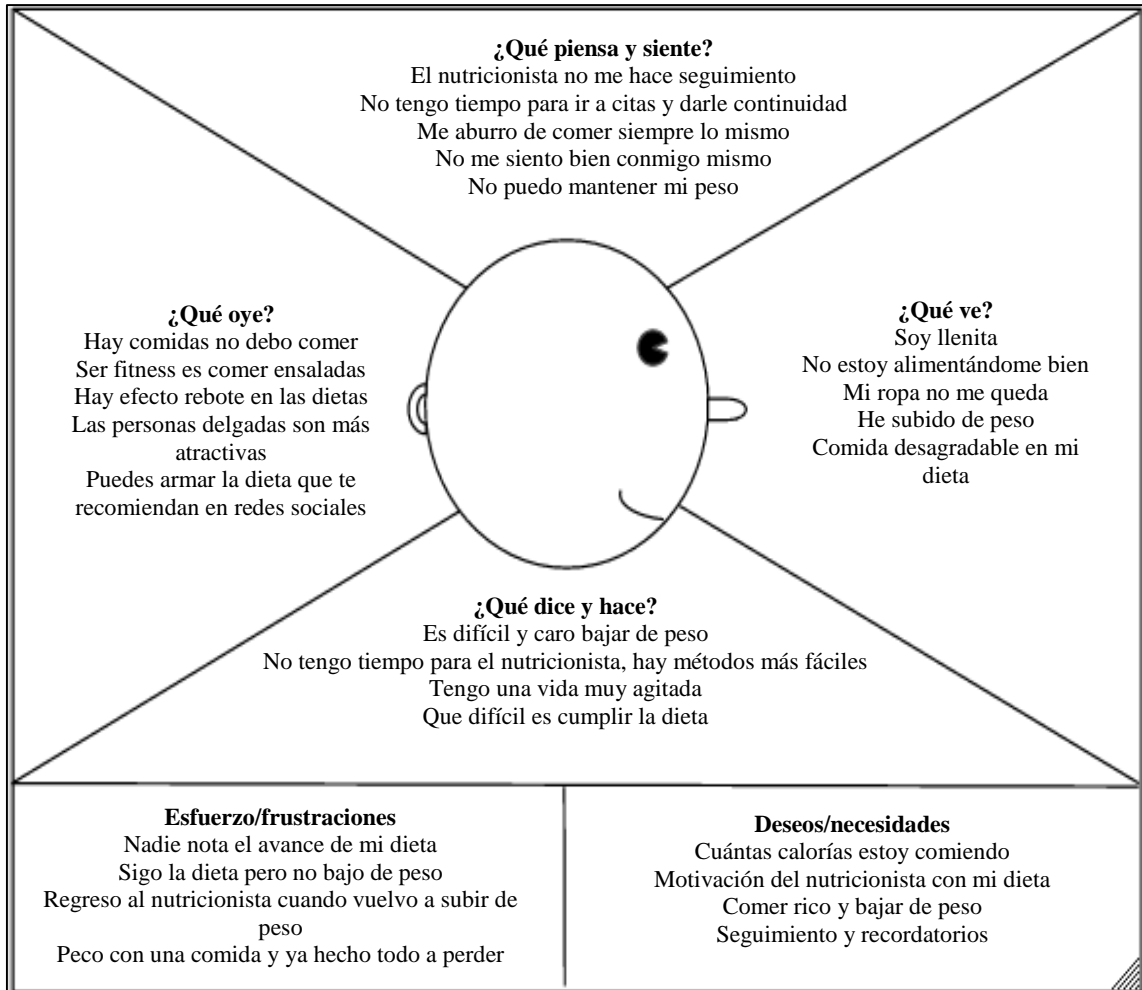 ¿Qué piensa y siente?
El nutricionista no me hace seguimiento
No tengo tiempo para ir a citas y darle continuidad
Me aburro de comer siempre lo mismo
No me siento bien conmigo mismo
No puedo mantener mi peso
¿Qué oye?
Hay comidas no debo comer
Ser fitness es comer ensaladas
Hay efecto rebote en las dietas
Las personas delgadas son más
atractivas
Puedes armar la dieta que te
recomiendan en redes sociales
¿Qué ve?
Soy llenita
No estoy alimentándome bien
Mi ropa no me queda
He subido de peso
Comida desagradable en mi
dieta
¿Qué dice y hace?
Es difícil y caro bajar de peso
No tengo tiempo para el nutricionista, hay métodos más fáciles
Tengo una vida muy agitada
Que difícil es cumplir la dieta
Esfuerzo/frustraciones
Nadie nota el avance de mi dieta
Sigo la dieta pero no bajo de peso
Regreso al nutricionista cuando vuelvo a subir de
peso
Peco con una comida y ya hecho todo a perder
Deseos/necesidades
Cuántas calorías estoy comiendo
Motivación del nutricionista con mi dieta
Comer rico y bajar de peso
Seguimiento y recordatorios